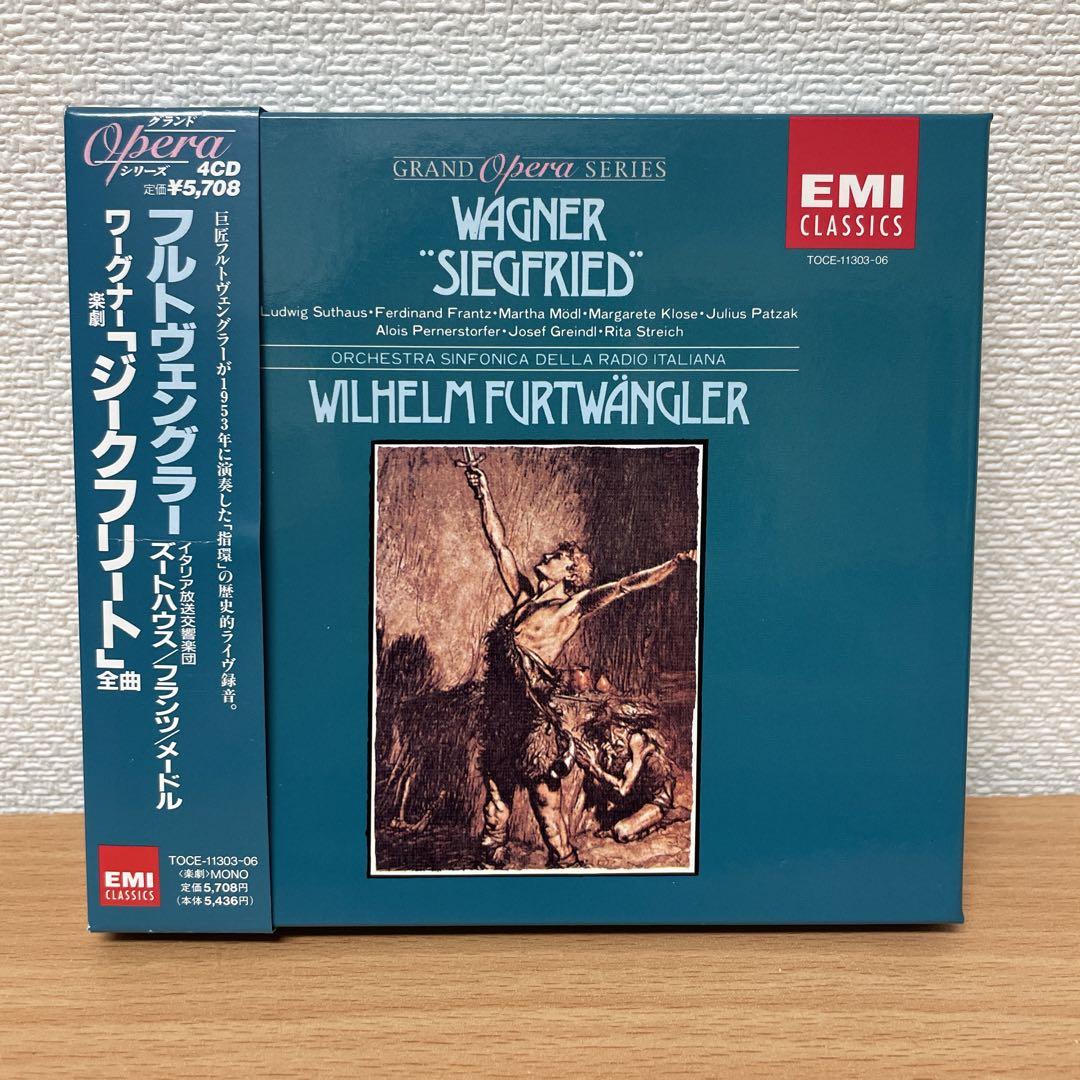 グランド
Opera
シリーズ 4CD
定価¥5,708
巨匠フルトヴェングラーが1953年に演奏した「指環」の歴史的ライヴ録音。
フルトヴェングラー
イタリア放送交響楽団
ズートハウス/フランツ/メードル
ワーグナー
楽劇
「ジークフリート」全曲
EMI
CLASSICS
TOCE-11303~06
〈楽劇〉MONO
定価5,708円
(本体5,436円)
GRAND Opera SERIES
WAGNER
"SIEGFRIED"
Ludwig Suthaus・Ferdinand Frantz・Martha Mödl・Margarete Klose・Julius Patzak
Alois Pernerstorfer・Josef Greindl・Rita Streich
ORCHESTRA SINFONICA DELLA RADIO ITALIANA
WILHELM FURTWÄNGLER
EMI
CLASSICS
TOCE-11303-06